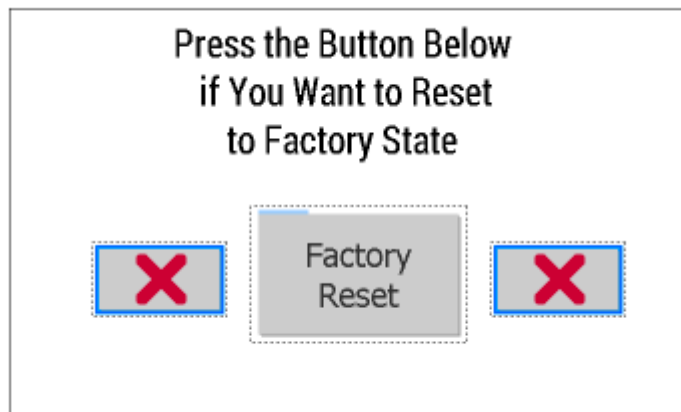 Press the Button Below
if You Want to Reset
to Factory State
Factory
Reset